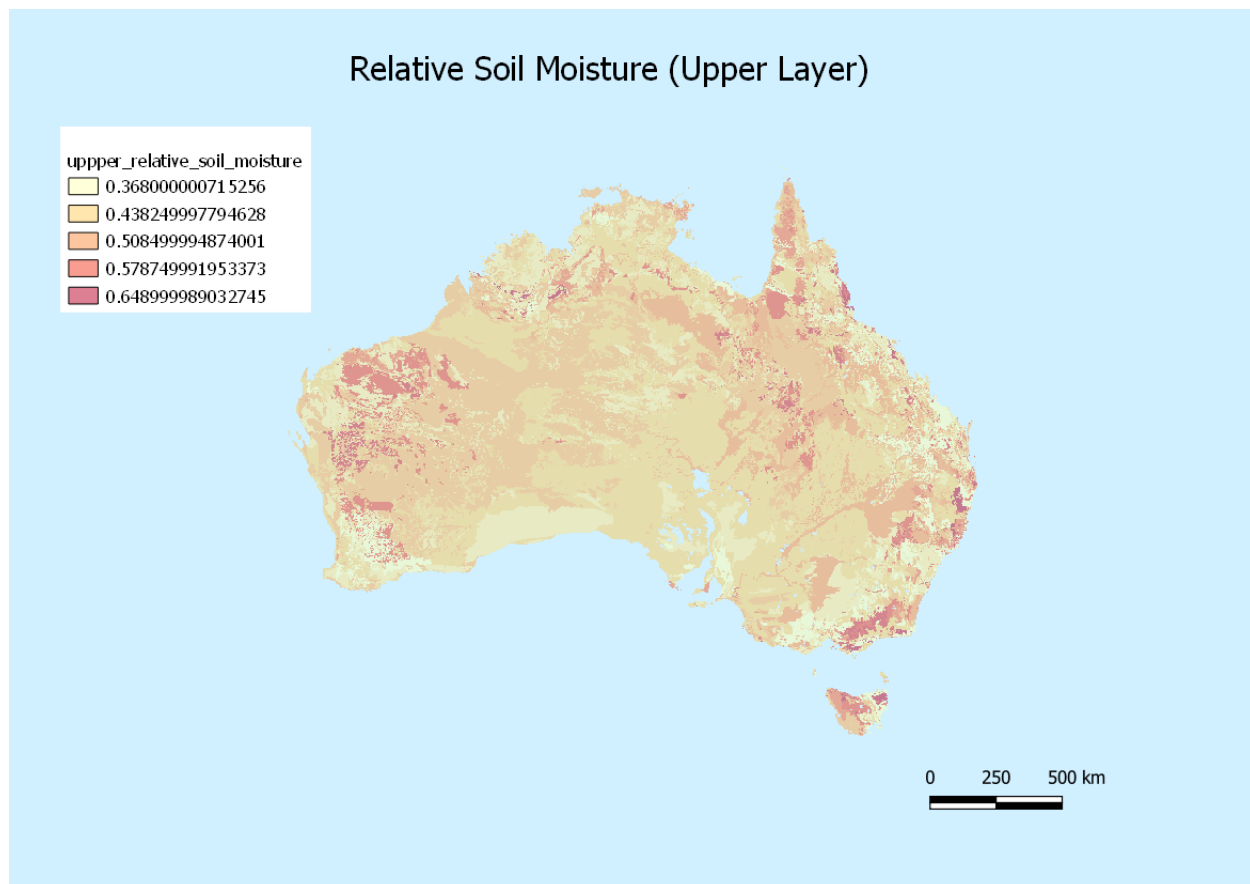 Relative Soil Moisture (Upper Layer)
uppper_relative_soil_moisture
0.368000000715256
0.438249997794628
0.508499994874001
0.578749991953373
0.648999989032745
0 250 500 km